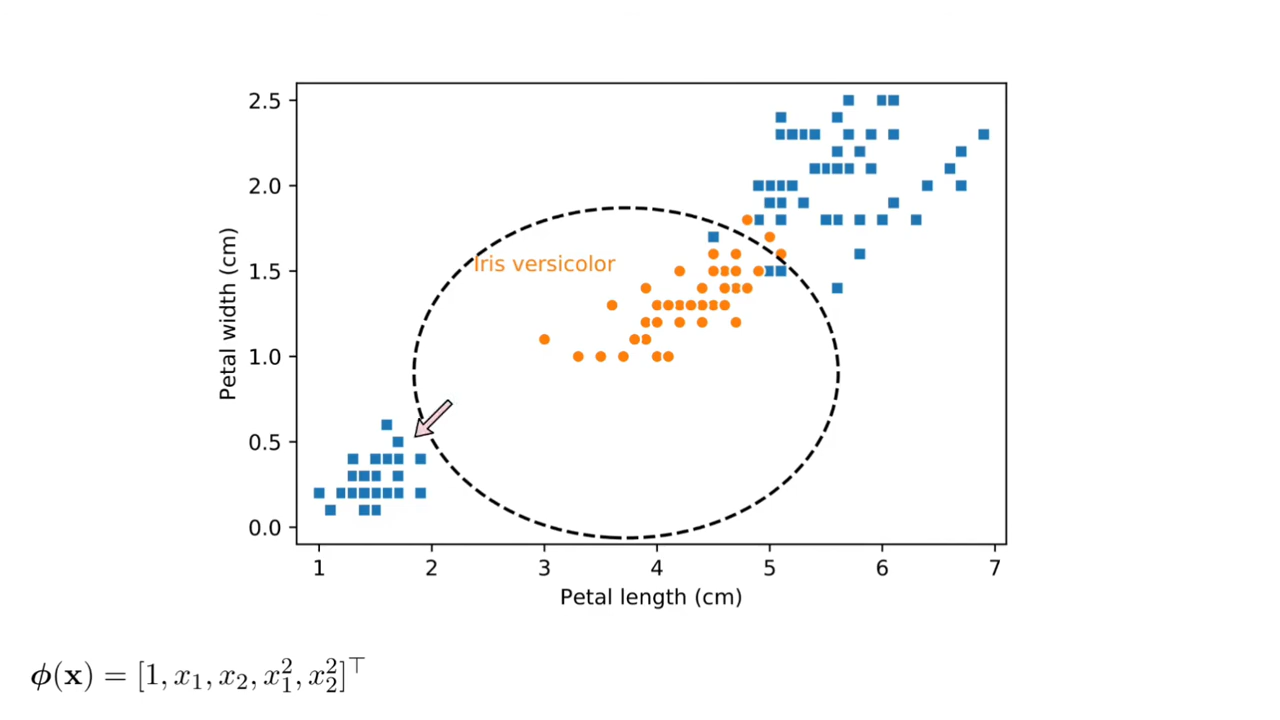 2.5
2.0
1.5
1.0
0.5
0.0
Petal width (cm)
Iris versicolor
1 2 3 4 5 6 7
Petal length (cm)
ϕ(x) = [1, x₁, x₂, x₁², x₂²]⊤